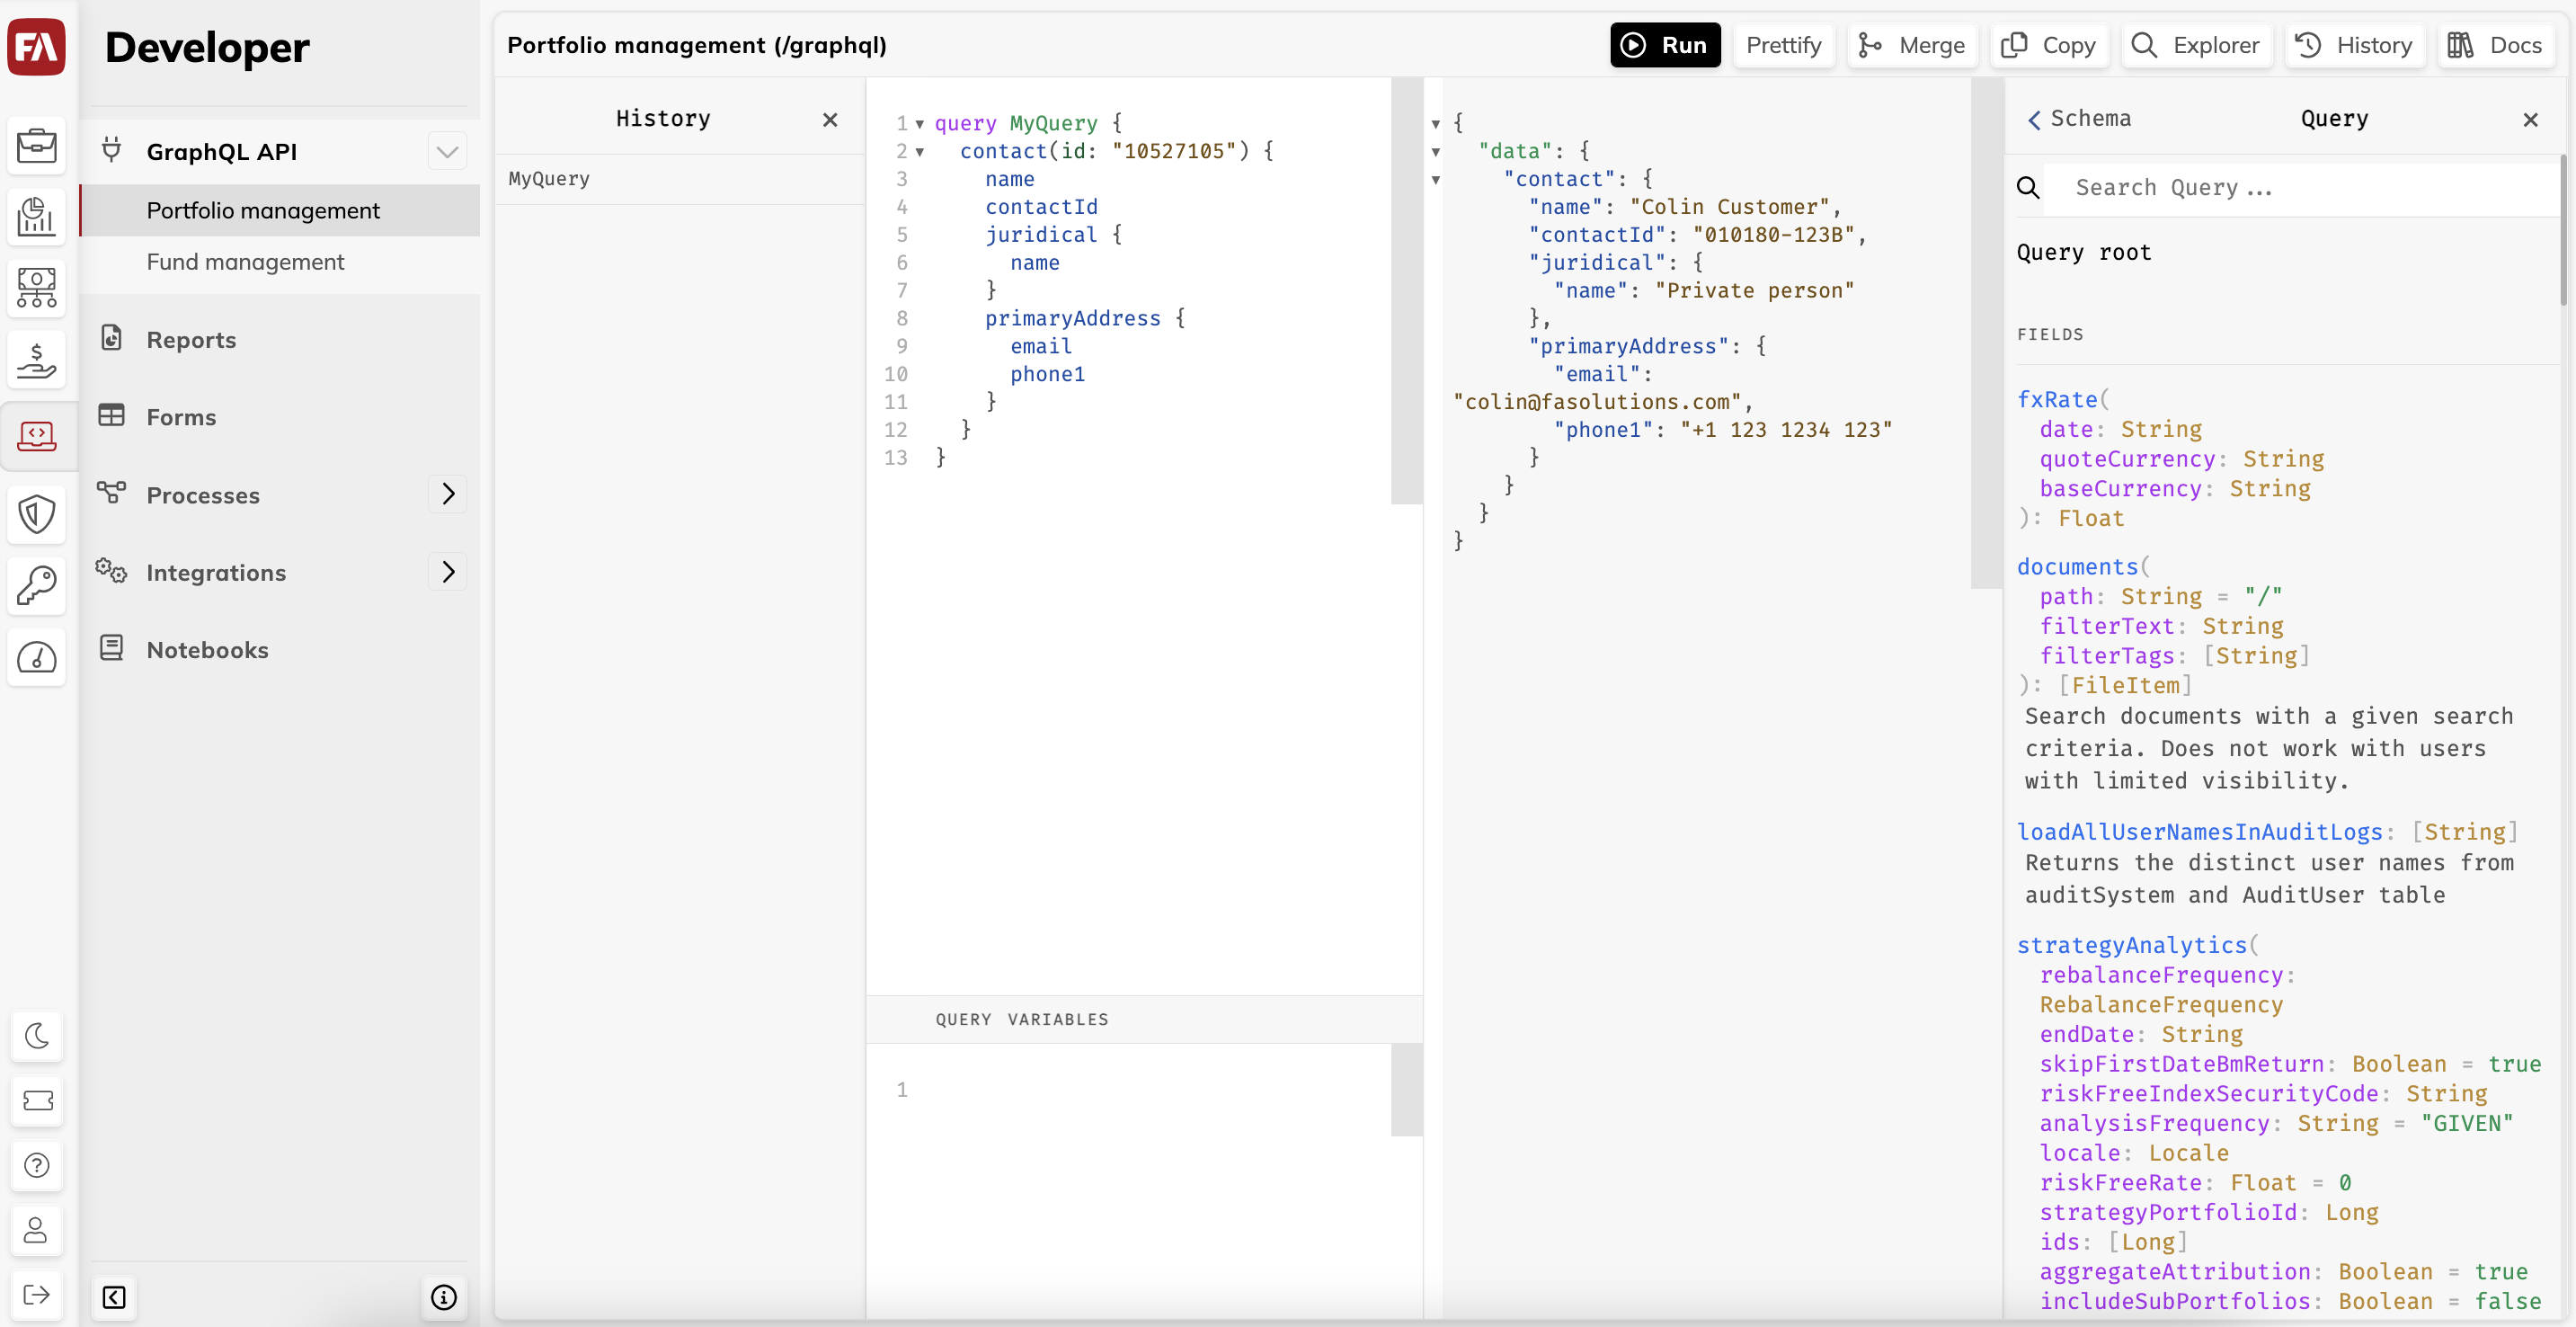 FA
Developer
GraphQL API
Portfolio management
Fund management
Reports
Forms
Processes
Integrations
Notebooks
Portfolio management (/graphql)
Run
Prettify
Merge
Copy
Explorer
History
Docs
History
MyQuery
1 query MyQuery {
2 contact(id: "10527105") {
3 name
4 contactId
5 juridical {
6 name
7 }
8 primaryAddress {
9 email
10 phone1
11 }
12 }
13 }
QUERY VARIABLES
1
{
"data": {
"contact": {
"name": "Colin Customer",
"contactId": "010180-123B",
"juridical": {
"name": "Private person"
},
"primaryAddress": {
"email":
"colin@fasolutions.com",
"phone1": "+1 123 1234 123"
}
}
}
}
Schema
Query
Search Query...
Query root
FIELDS
fxRate(
date: String
quoteCurrency: String
baseCurrency: String
): Float
documents(
path: String = "/"
filterText: String
filterTags: [String]
): [FileItem]
Search documents with a given search
criteria. Does not work with users
with limited visibility.
loadAllUserNamesInAuditLogs: [String]
Returns the distinct user names from
auditSystem and AuditUser table
strategyAnalytics(
rebalanceFrequency:
RebalanceFrequency
endDate: String
skipFirstDateBmReturn: Boolean = true
riskFreeIndexSecurityCode: String
analysisFrequency: String = "GIVEN"
locale: Locale
riskFreeRate: Float = 0
strategyPortfolioId: Long
ids: [Long]
aggregateAttribution: Boolean = true
includeSubPortfolios: Boolean = false